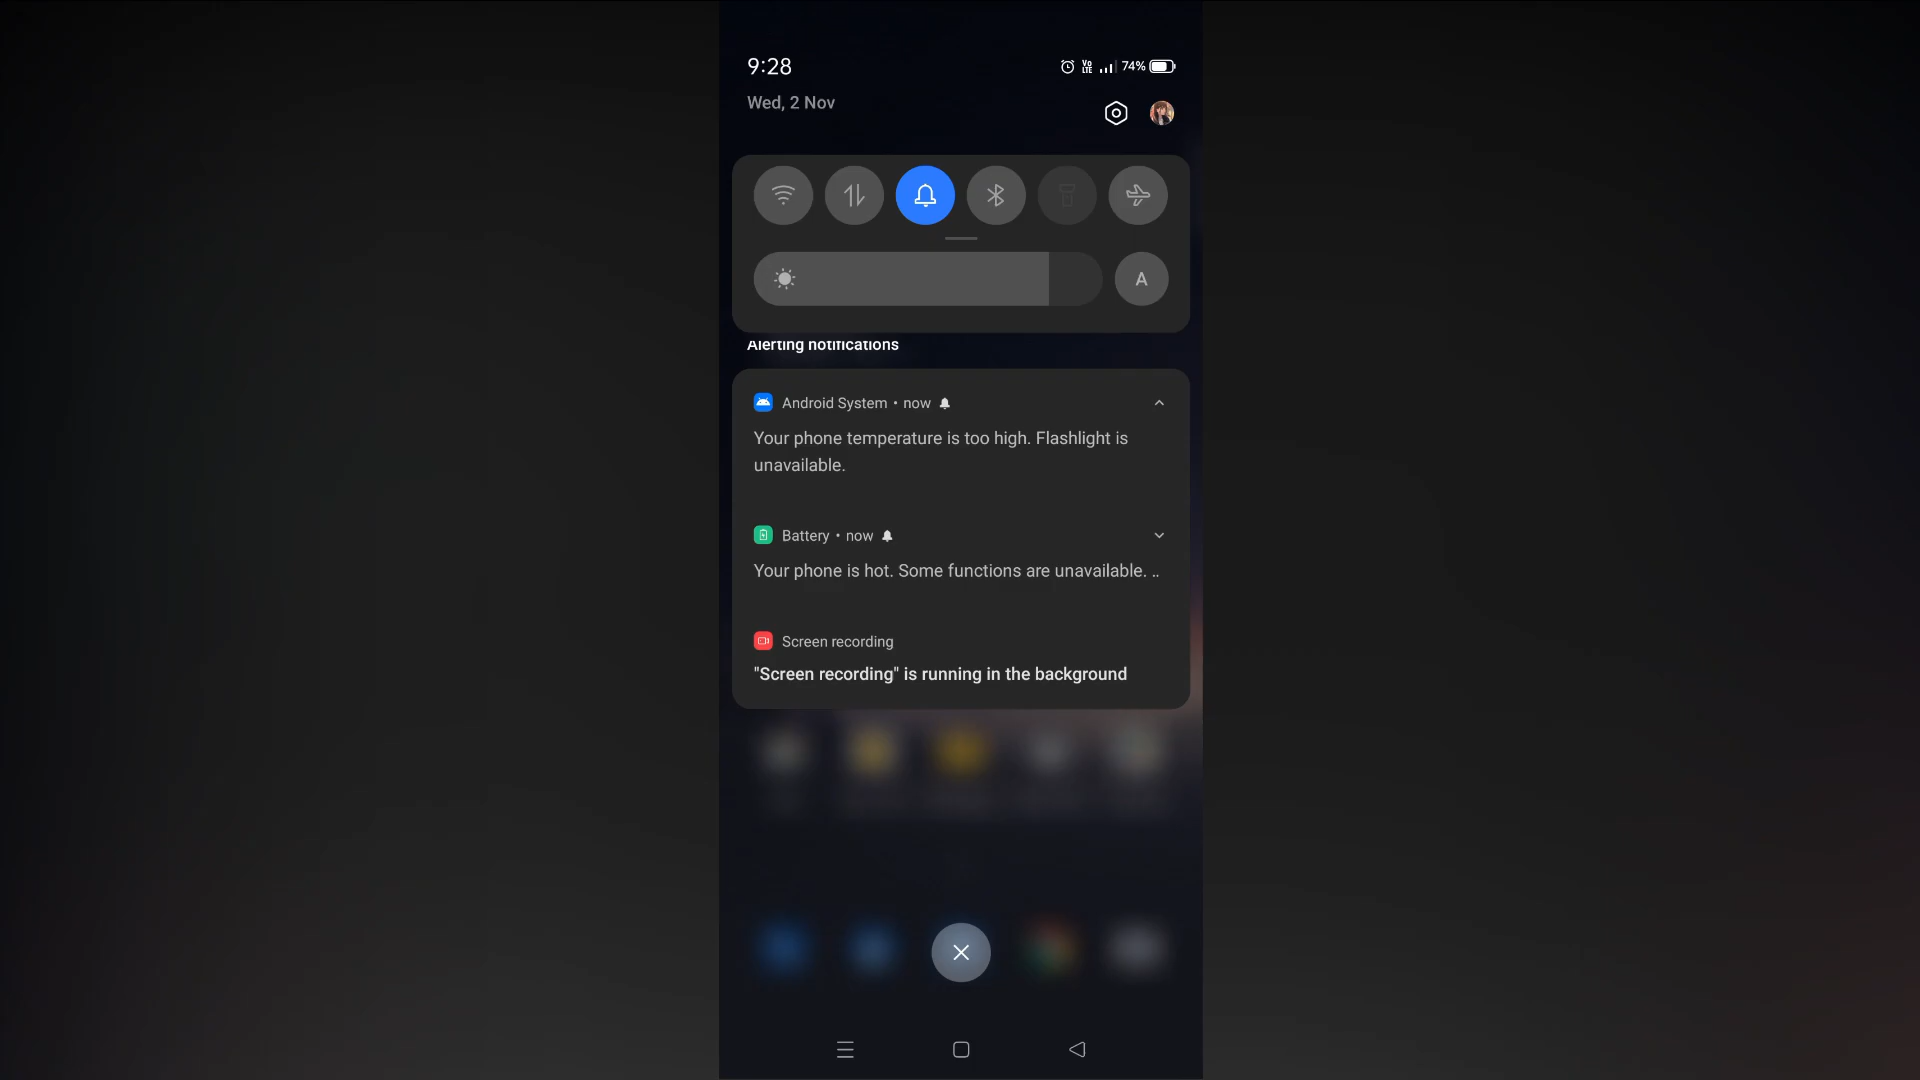 9:28
Vo LTE 74%
Wed, 2 Nov
A
Alerting notifications
Android System • now
Your phone temperature is too high. Flashlight is
unavailable.
Battery • now
Your phone is hot. Some functions are unavailable. ..
Screen recording
"Screen recording" is running in the background